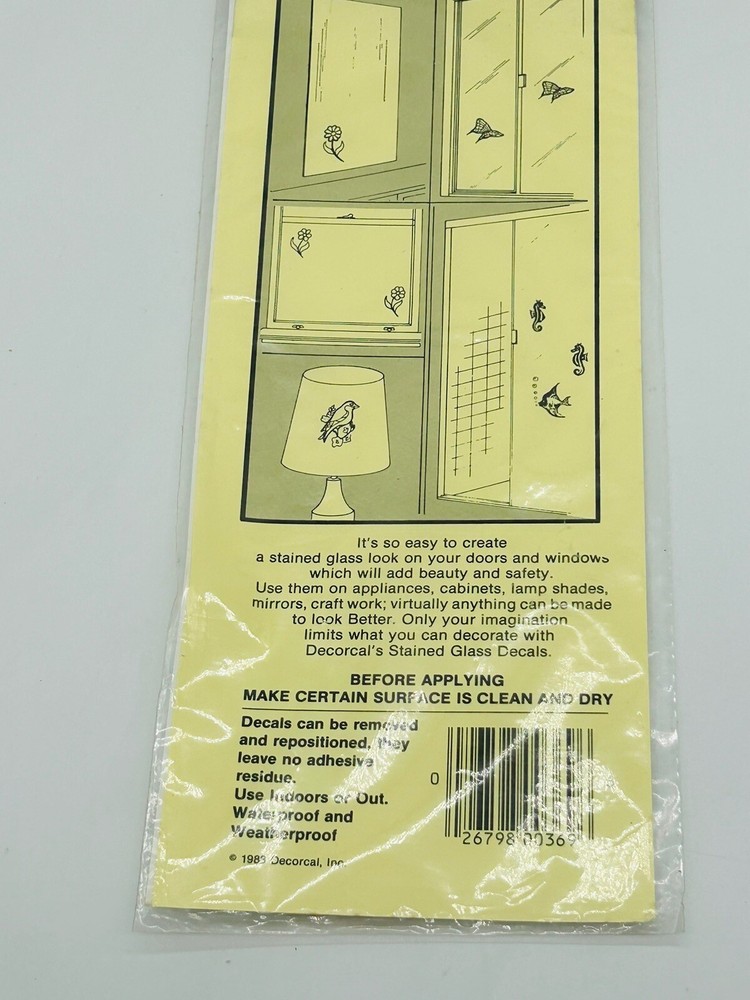 It's so easy to create
a stained glass look on your doors and windows
which will add beauty and safety.
Use them on appliances, cabinets, lamp shades,
mirrors, craft work; virtually anything can be made
to look Better. Only your imagination
limits what you can decorate with
Decorcal's Stained Glass Decals.
BEFORE APPLYING
MAKE CERTAIN SURFACE IS CLEAN AND DRY
Decals can be removed
and repositioned, they
leave no adhesive
residue.
Use Indoors or Out.
Waterproof and
Weatherproof
© 1983 Decorcal, Inc.
0 26798 00369